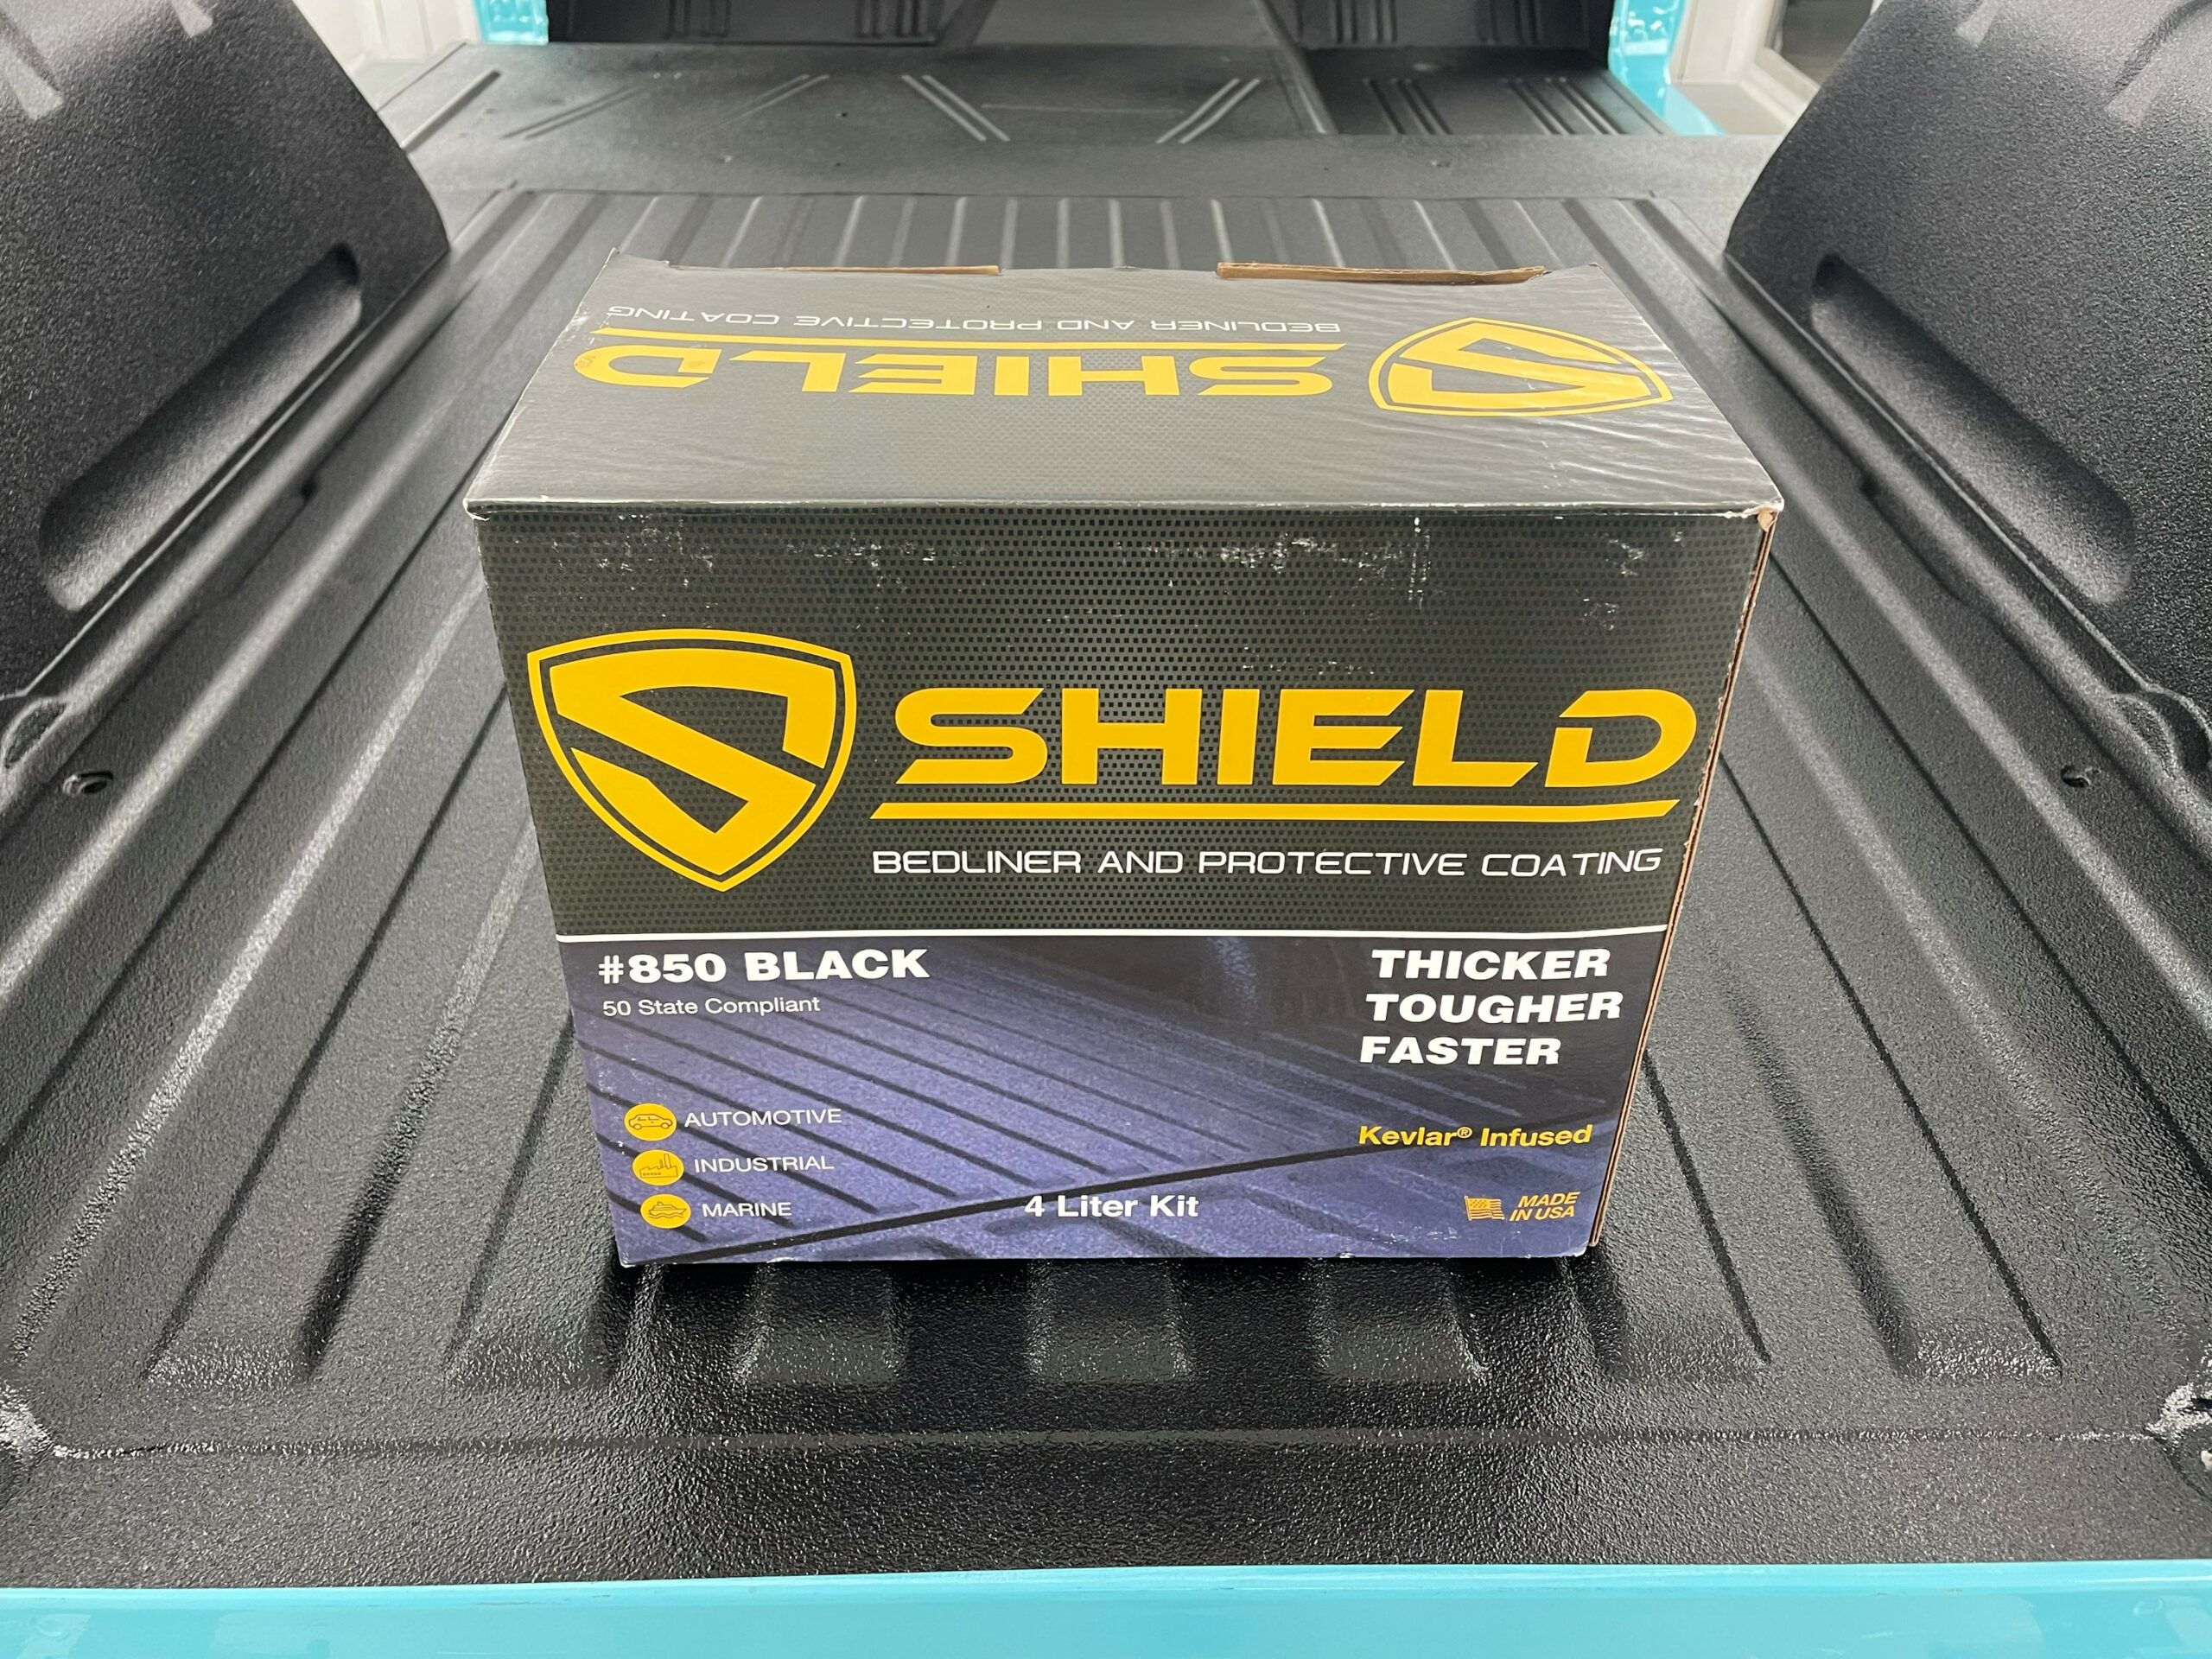 BEDLINER AND PROTECTIVE COATING
SHIELD
SHIELD
BEDLINER AND PROTECTIVE COATING
#850 BLACK
50 State Compliant
THICKER
TOUGHER
FASTER
AUTOMOTIVE
INDUSTRIAL
MARINE
4 Liter Kit
Kevlar® Infused
MADE
IN USA